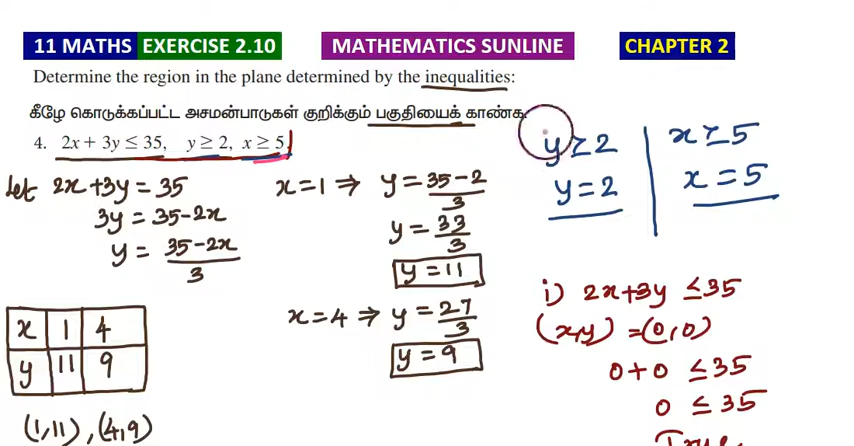 11 MATHS EXERCISE 2.10 MATHEMATICS SUNLINE CHAPTER 2
Determine the region in the plane determined by the inequalities:
கீழே கொடுக்கப்பட்ட அசமன்பாடுகள் குறிக்கும் பகுதியைக் காண்க.
4. 2x + 3y ≤ 35, y ≥ 2, x ≥ 5.
let 2x+3y = 35
3y = 35-2x
y = (35-2x)/3
x | 1 | 4
y | 11 | 9
(1,11), (4,9)
x=1 ⇒ y = (35-2)/3
y = 33/3
y = 11
x=4 ⇒ y = 27/3
y = 9
y ≥ 2
y = 2
x ≥ 5
x = 5
i) 2x+3y ≤35
(x,y) = (0,0)
0+0 ≤35
0 ≤ 35
True.